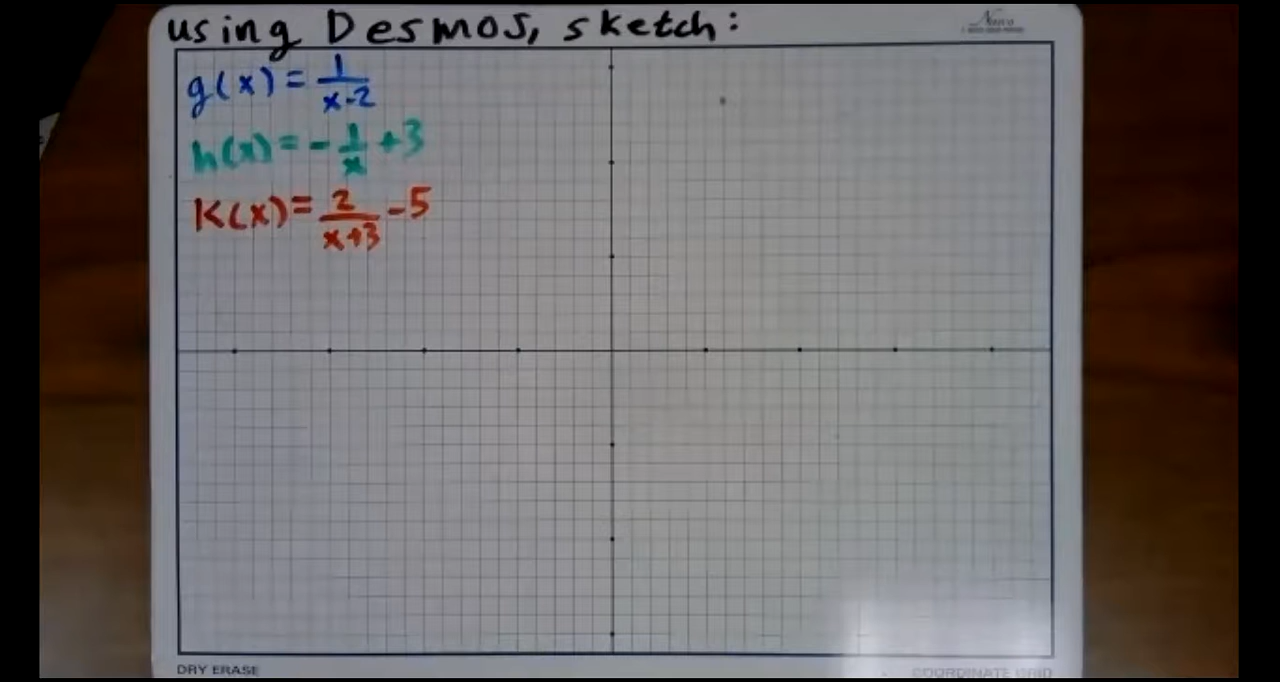 using Desmos, sketch:
g(x) = 1/(x-2)
h(x) = -1/x + 3
K(x) = 2/(x+3) - 5
DRY ERASE
COORDINATE GRID